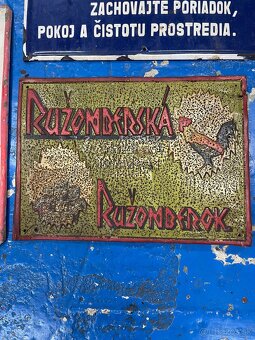 ZACHOVAJTE PORIADOK,
POKOJ A ČISTOTU PROSTREDIA.
RUŽOMBERSKÁ
RUŽOMBEROK